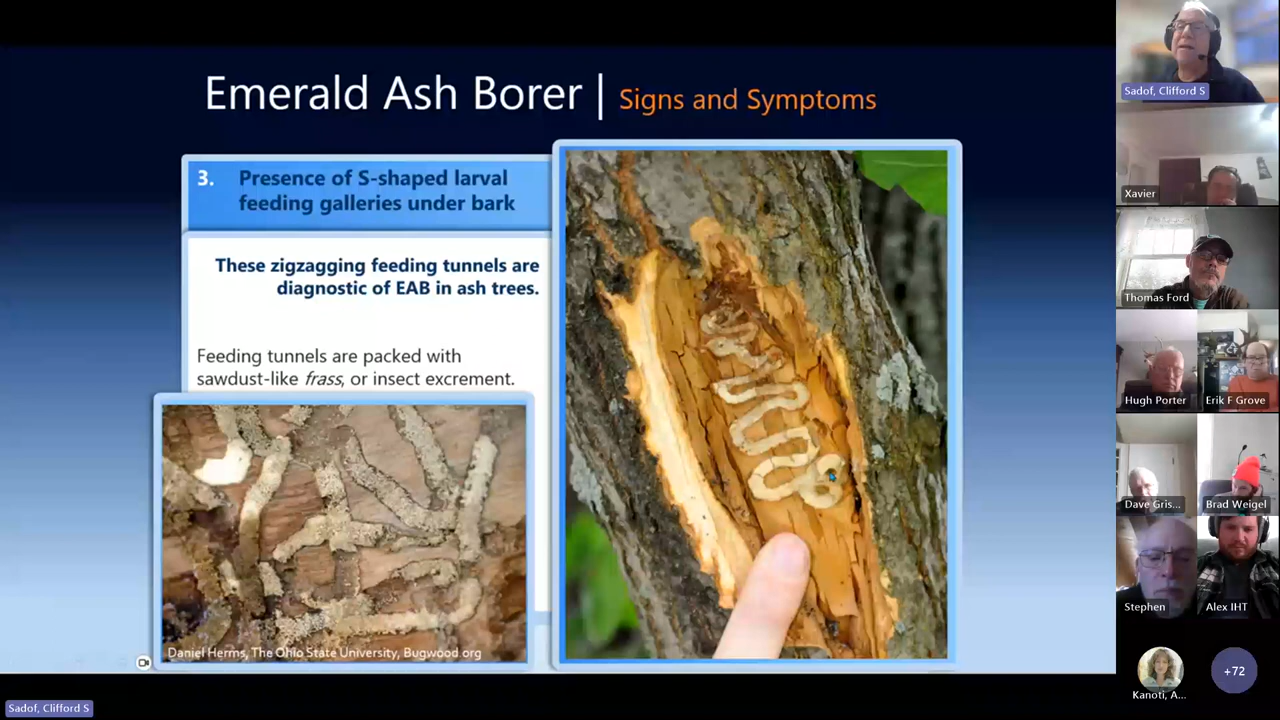 Emerald Ash Borer | Signs and Symptoms
3. Presence of S-shaped larval
feeding galleries under bark
These zigzagging feeding tunnels are
diagnostic of EAB in ash trees.
Feeding tunnels are packed with
sawdust-like frass, or insect excrement.
Daniel Herms, The Ohio State University, Bugwood org
Sadof, Clifford S
Sadof, Clifford S
Xavier
Thomas Ford
Hugh Porter
Erik F Grove
Dave Gris...
Brad Weigel
Stephen
Alex IHT
Kanoti, A...
+72